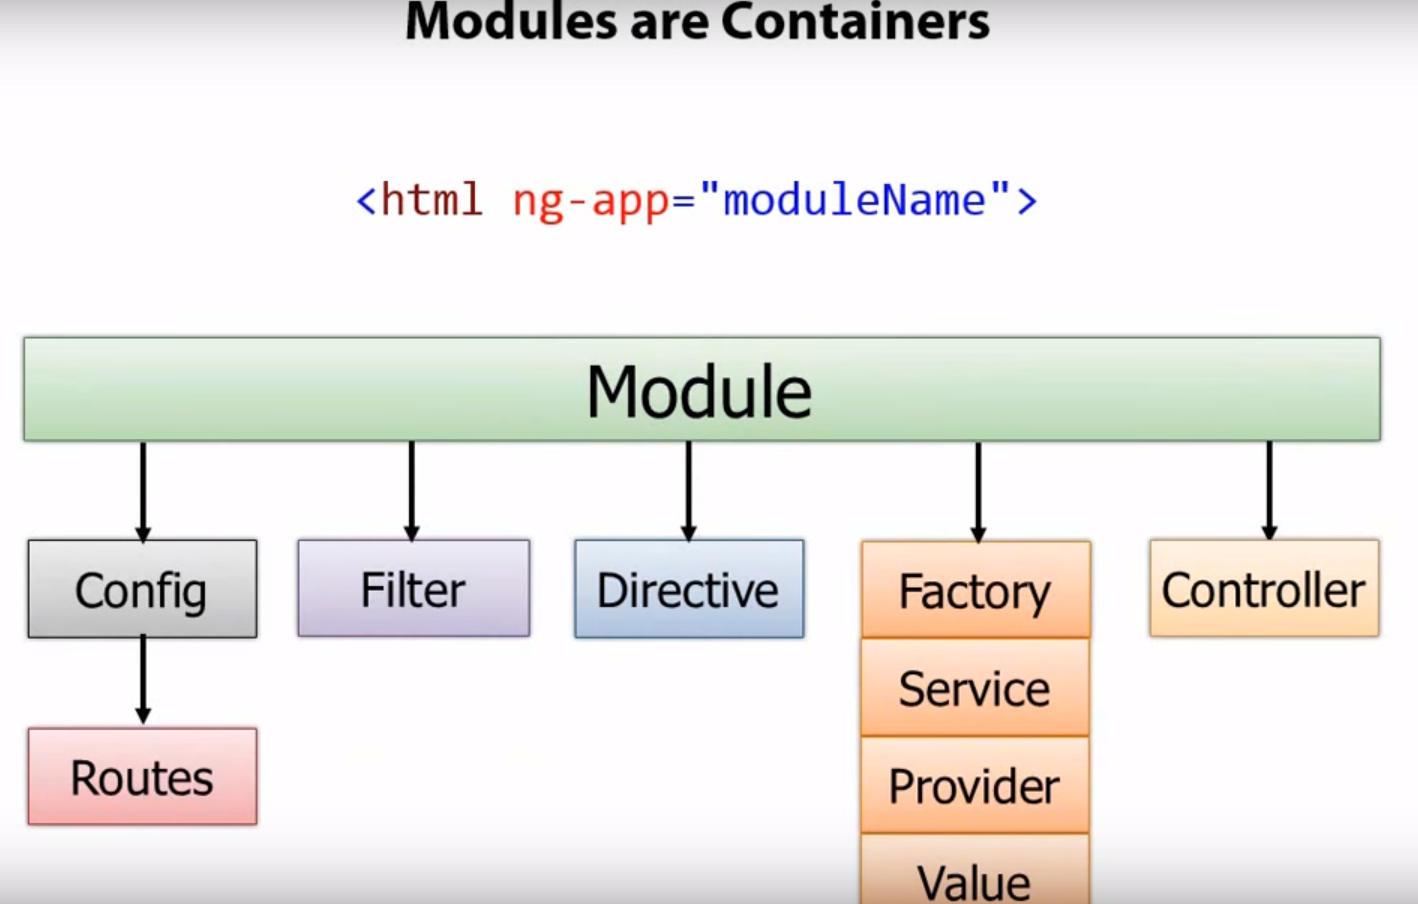 Modules are Containers
<html ng-app="moduleName">
Module
Config
Filter
Directive
Factory
Controller
Service
Routes
Provider
Value